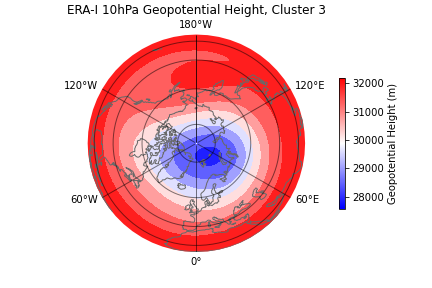 ERA-I 10hPa Geopotential Height, Cluster 3
180°W
120°W
120°E
60°W
60°E
0°
32000
31000
30000
29000
28000
Geopotential Height (m)